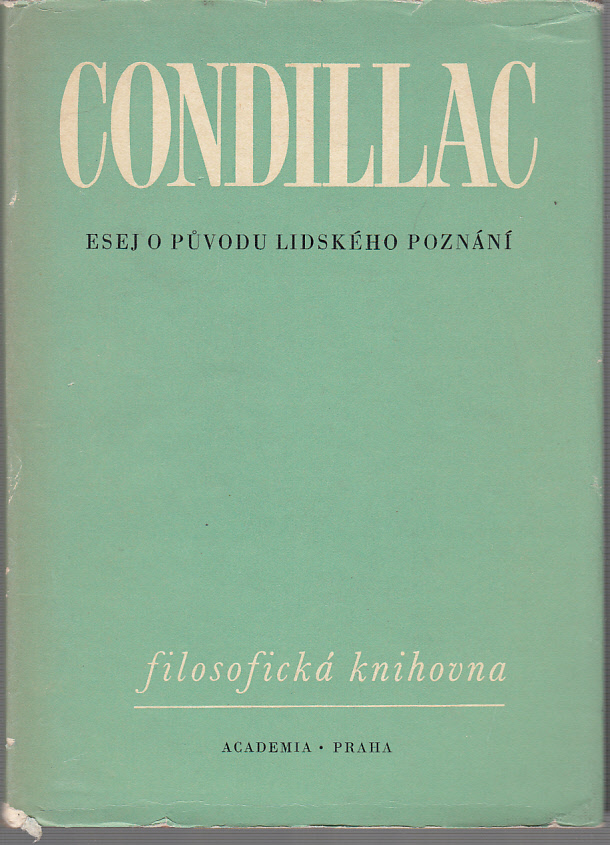 CONDILLAC
ESEJ O PŮVODU LIDSKÉHO POZNÁNÍ
filosofická knihovna
ACADEMIA • PRAHA